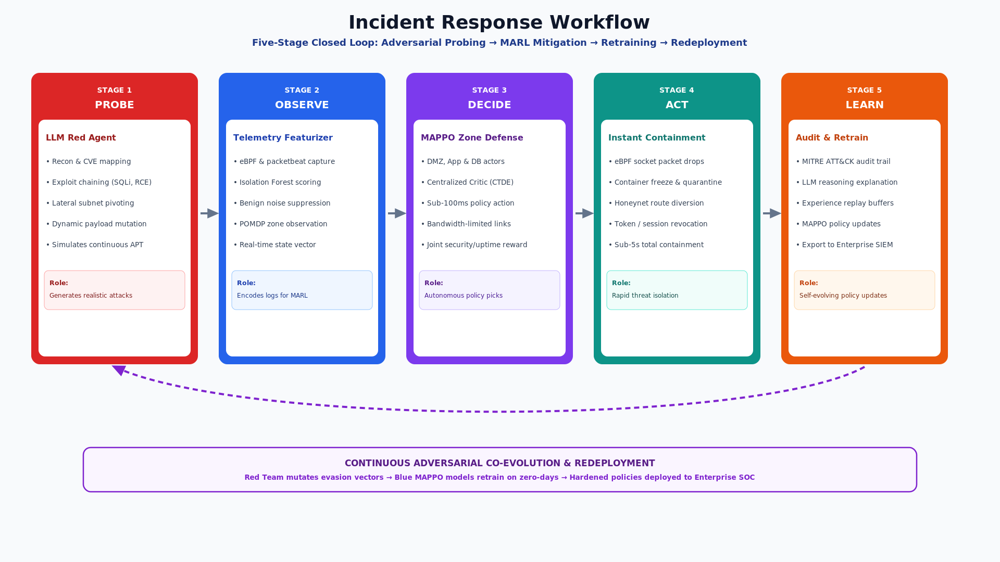 Incident Response Workflow
Five-Stage Closed Loop: Adversarial Probing → MARL Mitigation → Retraining → Redeployment
STAGE 1
PROBE
LLM Red Agent
• Recon & CVE mapping
• Exploit chaining (SQLi, RCE)
• Lateral subnet pivoting
• Dynamic payload mutation
• Simulates continuous APT
Role:
Generates realistic attacks
STAGE 2
OBSERVE
Telemetry Featurizer
• eBPF & packetbeat capture
• Isolation Forest scoring
• Benign noise suppression
• POMDP zone observation
• Real-time state vector
Role:
Encodes logs for MARL
STAGE 3
DECIDE
MAPPO Zone Defense
• DMZ, App & DB actors
• Centralized Critic (CTDE)
• Sub-100ms policy action
• Bandwidth-limited links
• Joint security/uptime reward
Role:
Autonomous policy picks
STAGE 4
ACT
Instant Containment
• eBPF socket packet drops
• Container freeze & quarantine
• Honeynet route diversion
• Token / session revocation
• Sub-5s total containment
Role:
Rapid threat isolation
STAGE 5
LEARN
Audit & Retrain
• MITRE ATT&CK audit trail
• LLM reasoning explanation
• Experience replay buffers
• MAPPO policy updates
• Export to Enterprise SIEM
Role:
Self-evolving policy updates
CONTINUOUS ADVERSARIAL CO-EVOLUTION & REDEPLOYMENT
Red Team mutates evasion vectors → Blue MAPPO models retrain on zero-days → Hardened policies deployed to Enterprise SOC